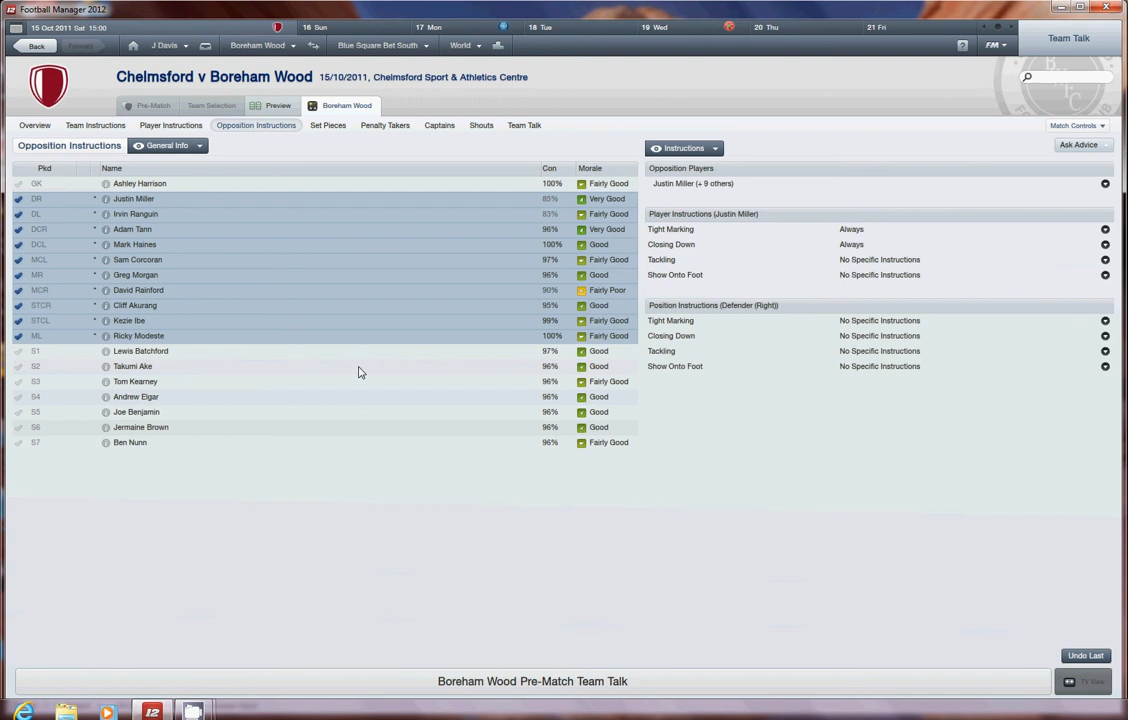 Football Manager 2012
15 Oct 2011 Sat 15:00 16 Sun 17 Mon 18 Tue 19 Wed 20 Thu 21 Fri
Team Talk
Back Forward J Davis Boreham Wood Blue Square Bet South World ? FM
Chelmsford v Boreham Wood 15/10/2011, Chelmsford Sport & Athletics Centre
Pre-Match Team Selection Preview Boreham Wood
Overview Team Instructions Player Instructions Opposition Instructions Set Pieces Penalty Takers Captains Shouts Team Talk Match Controls
Opposition Instructions General Info Instructions Ask Advice
Pkd Name Con Morale Opposition Players
GK Ashley Harrison 100% Fairly Good Justin Miller (+ 9 others)
DR Justin Miller 85% Very Good
DL Irvin Ranguin 83% Fairly Good Player Instructions (Justin Miller)
DCR Adam Tann 96% Very Good Tight Marking Always
DCL Mark Haines 100% Good Closing Down Always
MCL Sam Corcoran 97% Fairly Good Tackling No Specific Instructions
MR Greg Morgan 96% Good Show Onto Foot No Specific Instructions
MCR David Rainford 90% Fairly Poor
STCR Cliff Akurang 95% Good Position Instructions (Defender (Right))
STCL Kezie Ibe 99% Fairly Good Tight Marking No Specific Instructions
ML Ricky Modeste 100% Fairly Good Closing Down No Specific Instructions
S1 Lewis Batchford 97% Good Tackling No Specific Instructions
S2 Takumi Ake 96% Good Show Onto Foot No Specific Instructions
S3 Tom Kearney 96% Fairly Good
S4 Andrew Elgar 96% Good
S5 Joe Benjamin 96% Good
S6 Jermaine Brown 96% Good
S7 Ben Nunn 96% Fairly Good
Undo Last
Boreham Wood Pre-Match Team Talk
TV View
12